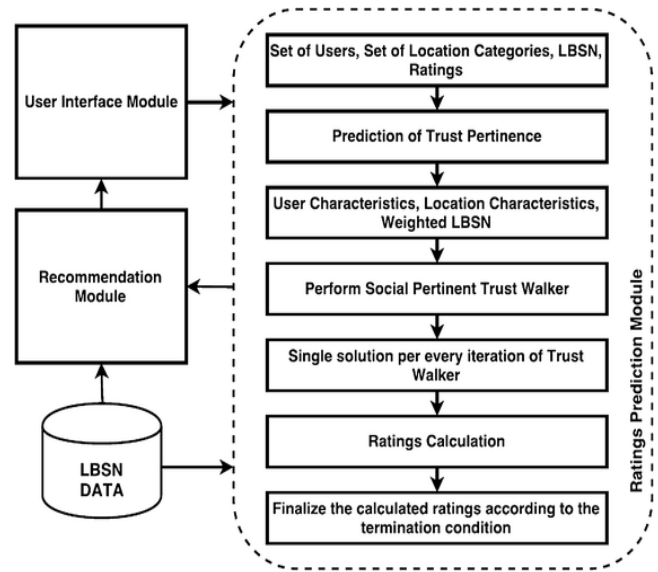 User Interface Module
Recommendation
Module
LBSN
DATA
Set of Users, Set of Location Categories, LBSN,
Ratings
Prediction of Trust Pertinence
User Characteristics, Location Characteristics,
Weighted LBSN
Perform Social Pertinent Trust Walker
Single solution per every iteration of Trust
Walker
Ratings Calculation
Finalize the calculated ratings according to the
termination condition
Ratings Prediction Module